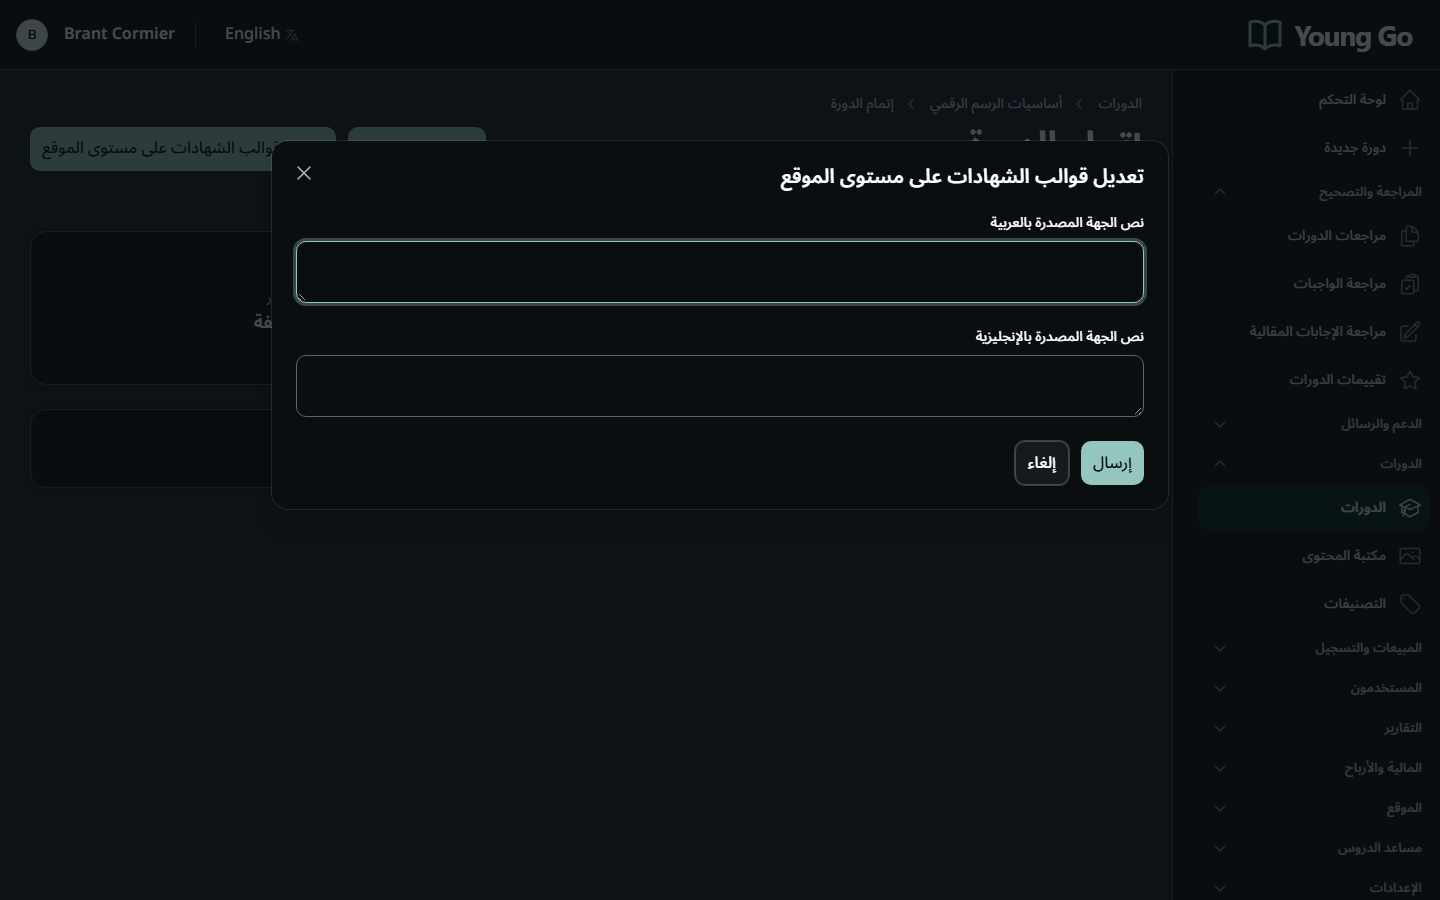 Young Go
English
Brant Cormier
B
لوحة التحكم
دورة جديدة
المراجعة والتصحيح
مراجعات الدورات
مراجعة الواجبات
مراجعة الإجابات المقالية
تقييمات الدورات
الدعم والرسائل
الدورات
الدورات
مكتبة المحتوى
التصنيفات
المبيعات والتسجيل
المستخدمون
التقارير
المالية والأرباح
الموقع
مساعد الدروس
الإعدادات
الدورات
أساسيات الرسم الرقمي
إتمام الدورة
قوالب الشهادات على مستوى الموقع
تعديل قوالب الشهادات على مستوى الموقع
نص الجهة المصدرة بالعربية
نص الجهة المصدرة بالإنجليزية
إرسال
إلغاء